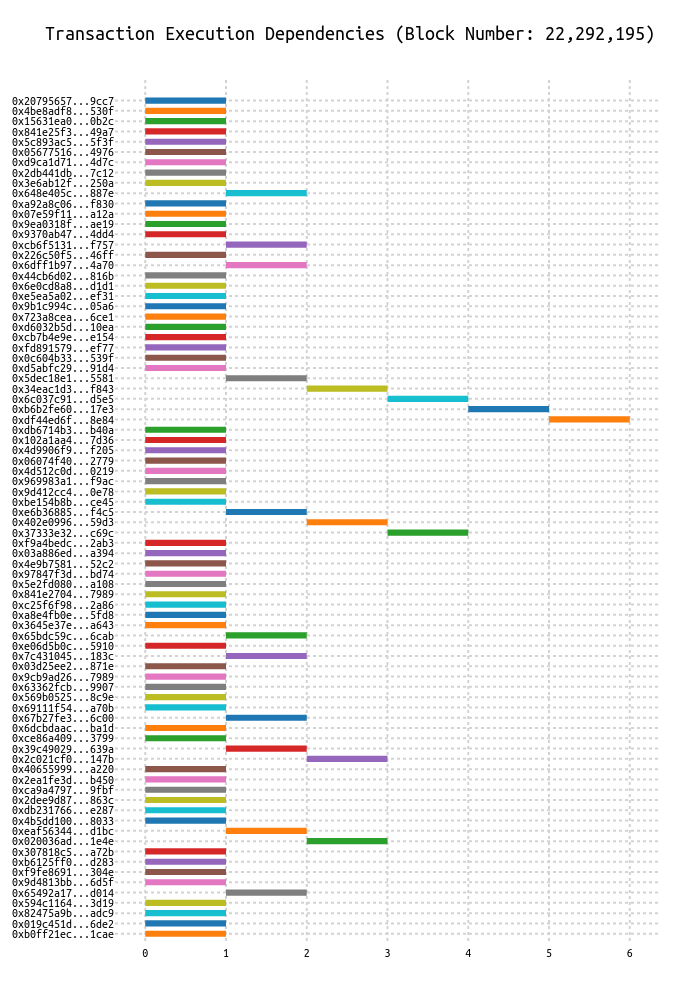 Transaction Execution Dependencies (Block Number: 22,292,195)
0x20795657...9cc7
0x4be8adf8...530f
0x15631ea0...0b2c
0x841e25f3...49a7
0x5c893ac5...5f3f
0x05677516...4976
0xd9ca1d71...4d7c
0x2db441db...7c12
0x3e6ab12f...250a
0x648e405c...887e
0xa92a8c06...f830
0x07e59f11...a12a
0x9ea0318f...ae19
0x9370ab47...4dd4
0xcb6f5131...f757
0x226c50f5...46ff
0x6dff1b97...4a70
0x44cb6d02...816b
0x6e0cd8a8...d1d1
0xe5ea5a02...ef31
0x9b1c994c...05a6
0x723a8cea...6ce1
0xd6032b5d...10ea
0xcb7b4e9e...e154
0xfd891579...ef77
0x0c604b33...539f
0xd5abfc29...91d4
0x5dec18e1...5581
0x34eac1d3...f843
0x6c037c91...d5e5
0xb6b2fe60...17e3
0xdf44ed6f...8e84
0xdb6714b3...b40a
0x102a1aa4...7d36
0x4d9906f9...f205
0x06074f40...2779
0x4d512c0d...0219
0x969983a1...f9ac
0x9d412cc4...0e78
0xbe154b8b...ce45
0xe6b36885...f4c5
0x402e0996...59d3
0x37333e32...c69c
0xf9a4bedc...2ab3
0x03a886ed...a394
0x4e9b7581...52c2
0x97847f3d...bd74
0x5e2fd080...a108
0x841e2704...7989
0xc25f6f98...2a86
0xa8e4fb0e...5fd8
0x3645e37e...a643
0x65bdc59c...6cab
0xe06d5b0c...5910
0x7c431045...183c
0x03d25ee2...871e
0x9cb9ad26...7989
0x63362fcb...9907
0x569b0525...8c9e
0x69111f54...a70b
0x67b27fe3...6c00
0x6dcbdaac...ba1d
0xce86a409...3799
0x39c49029...639a
0x2c021cf0...147b
0x40655999...a220
0x2ea1fe3d...b450
0xca9a4797...9fbf
0x2dee9d87...863c
0xdb231766...e287
0x4b5dd100...8033
0xeaf56344...d1bc
0x020036ad...1e4e
0x307818c5...a72b
0xb6125ff0...d283
0xf9fe8691...304e
0x9d4813bb...6d5f
0x65492a17...d014
0x594c1164...3d19
0x82475a9b...adc9
0x019c451d...6de2
0xb0ff21ec...1cae
0 1 2 3 4 5 6